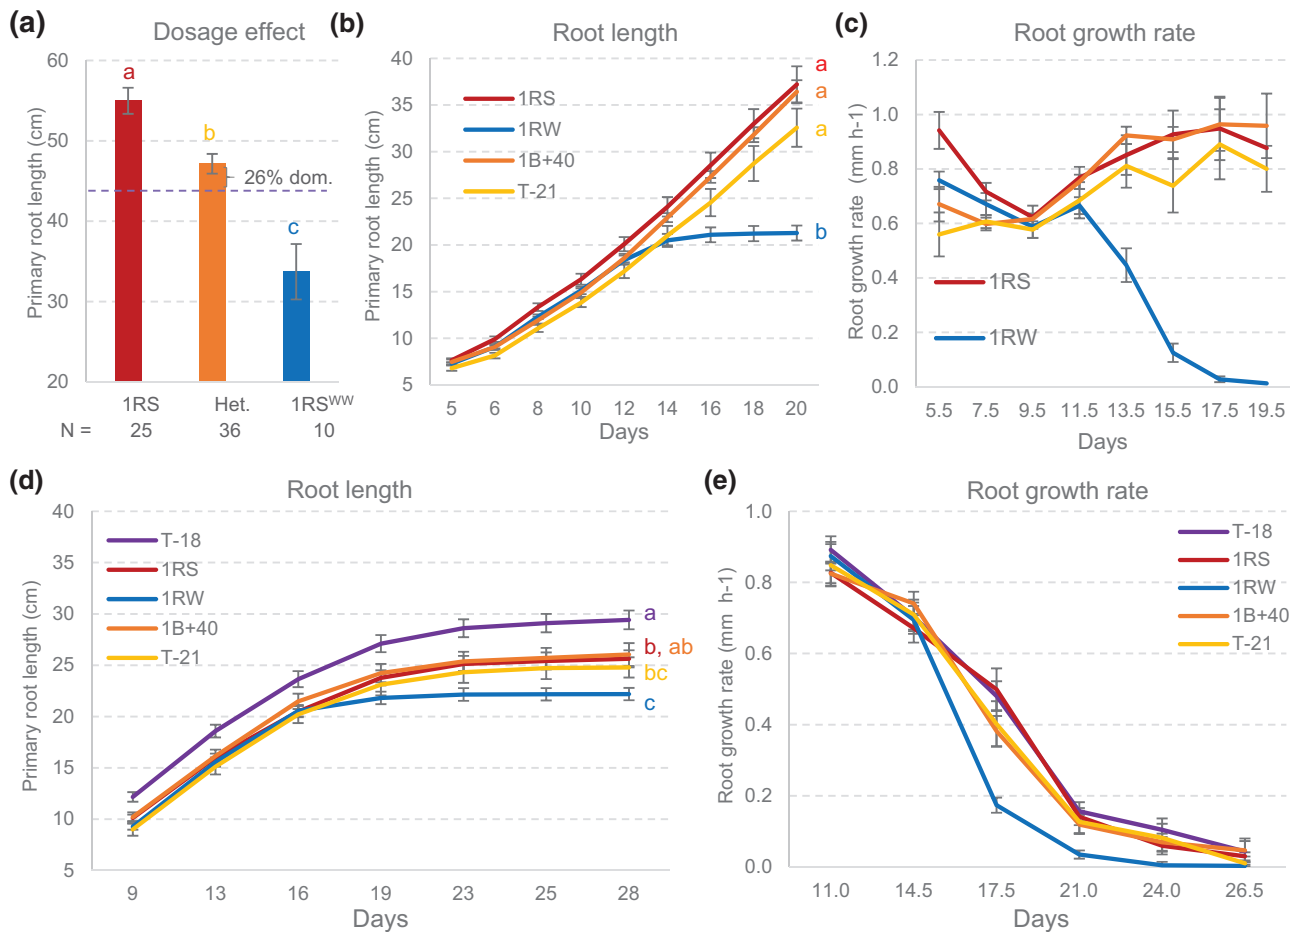 (a)
Dosage effect
Primary root length (cm)
60
50
40
30
20
a
b
c
26% dom.
1RS Het. 1RSWW
N = 25 36 10
(b)
Root length
Primary root length (cm)
40
35
30
25
20
15
10
5
1RS
1RW
1B+40
T-21
a
a
a
b
5 6 8 10 12 14 16 18 20
Days
(c)
Root growth rate
Root growth rate (mm h-1)
1.2
1.0
0.8
0.6
0.4
0.2
0.0
1RS
1RW
5.5 7.5 9.5 11.5 13.5 15.5 17.5 19.5
Days
(d)
Root length
Primary root length (cm)
40
35
30
25
20
15
10
5
T-18
1RS
1RW
1B+40
T-21
a
b, ab
bc
c
9 13 16 19 23 25 28
Days
(e)
Root growth rate
Root growth rate (mm h-1)
1.0
0.8
0.6
0.4
0.2
0.0
T-18
1RS
1RW
1B+40
T-21
11.0 14.5 17.5 21.0 24.0 26.5
Days